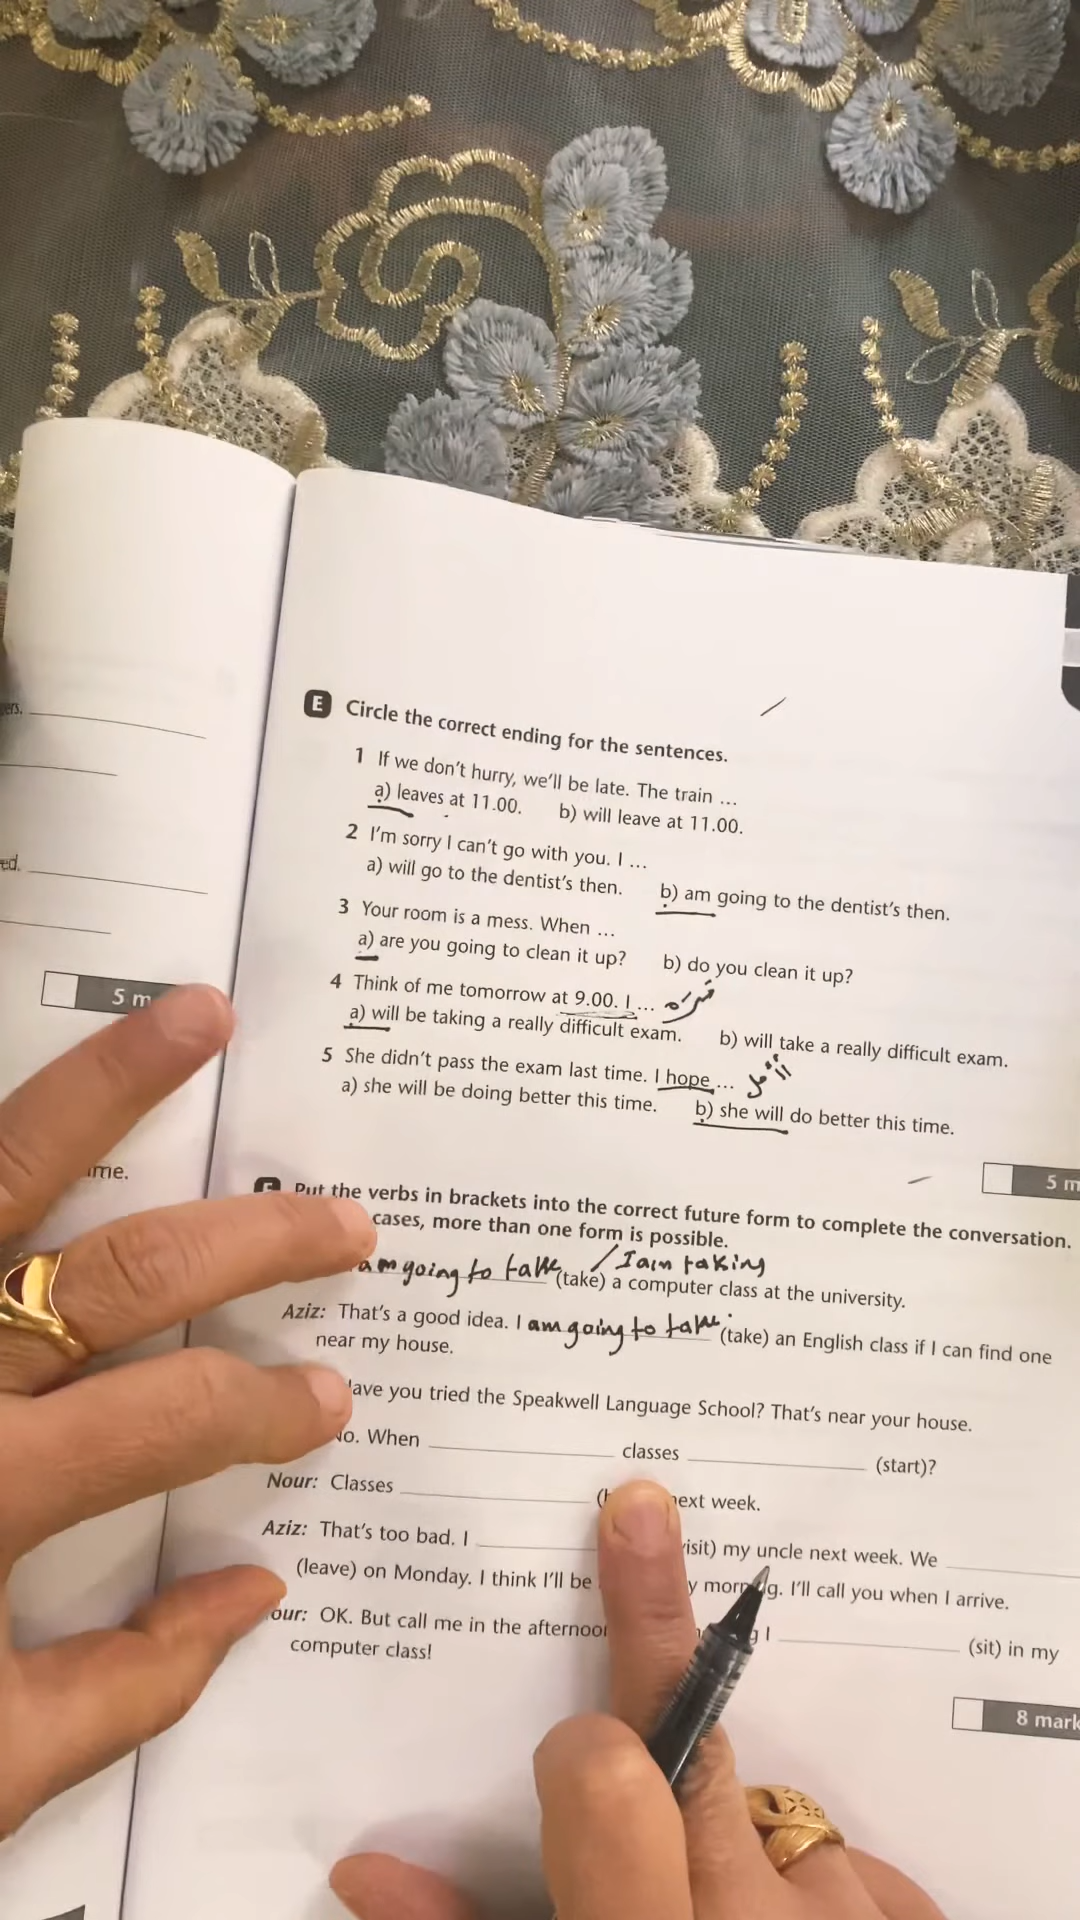 ers.
ed.
5 m
me.
E Circle the correct ending for the sentences.
1 If we don't hurry, we'll be late. The train ...
a) leaves at 11.00. b) will leave at 11.00.
2 I'm sorry I can't go with you. I ...
a) will go to the dentist's then. b) am going to the dentist's then.
3 Your room is a mess. When ...
a) are you going to clean it up? b) do you clean it up?
4 Think of me tomorrow at 9.00. I ...
a) will be taking a really difficult exam. b) will take a really difficult exam.
5 She didn't pass the exam last time. I hope ...
a) she will be doing better this time. b) she will do better this time.
5 m
Put the verbs in brackets into the correct future form to complete the conversation.
cases, more than one form is possible.
am going to take / I am taking
(take) a computer class at the university.
Aziz: That's a good idea. I am going to take (take) an English class if I can find one
near my house.
ave you tried the Speakwell Language School? That's near your house.
No. When classes (start)?
Nour: Classes next week.
Aziz: That's too bad. I visit) my uncle next week. We
(leave) on Monday. I think I'll be y morning. I'll call you when I arrive.
our: OK. But call me in the afternoon g I (sit) in my
computer class!
8 mark